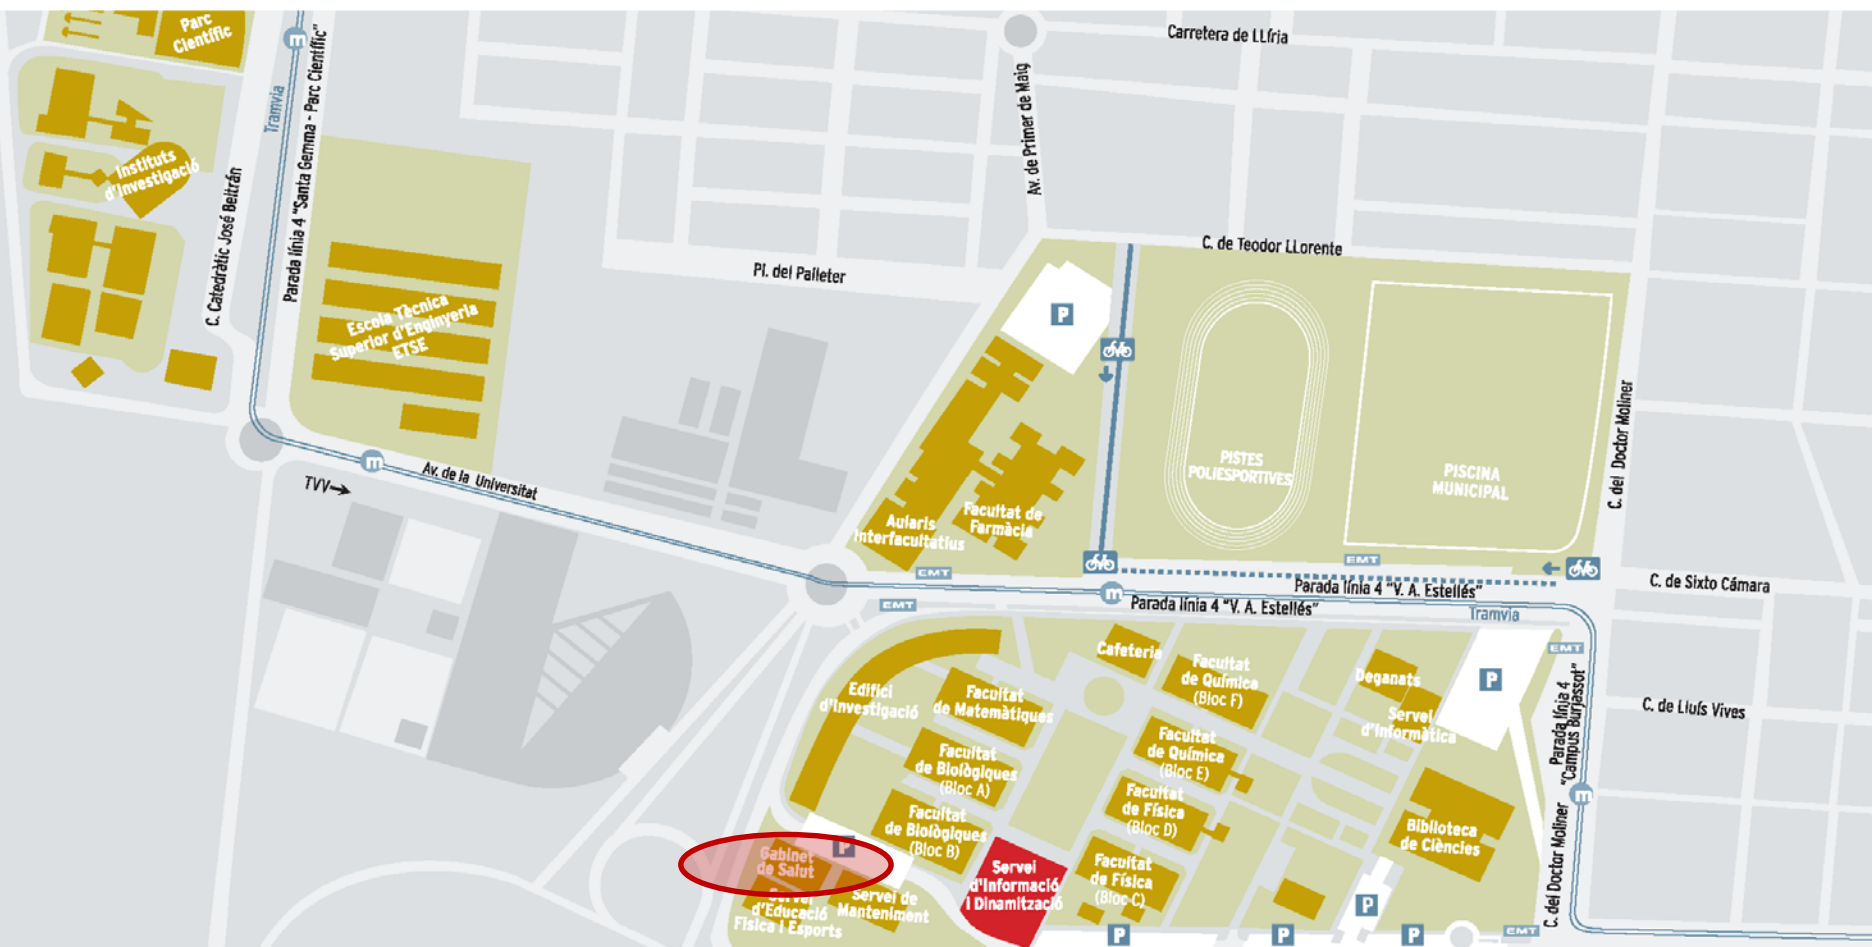 Parc
Científic
m
Carretera de LLíria
Tramvia
Parada línia 4 "Santa Gemma - Parc Científic"
Av. de Primer de Maig
Instituts
d'Investigació
C. Catedràtic José Beltrán
C. de Teodor LLorente
Pl. del Palleter
P
Escola Tècnica
Superior d'Enginyeria
ETSE
C. del Doctor Moliner
PISTES
POLIESPORTIVES
PISCINA
MUNICIPAL
m
Av. de la Universitat
TVV
Aularis
Interfacultatius
Facultat de
Farmàcia
EMT
EMT
m
EMT
Parada línia 4 "V. A. Estellés"
Parada línia 4 "V. A. Estellés"
C. de Sixto Cámara
Tramvia
EMT
Cafeteria
Facultat
de Química
(Bloc F)
Deganats
P
Servei
d'Informàtica
Parada línia 4
"Campus Burjassot"
C. de Lluís Vives
Edifici
d'Investigació
Facultat
de Matemàtiques
Facultat
de Biològiques
(Bloc A)
Facultat
de Química
(Bloc E)
Facultat
de Física
(Bloc D)
m
Facultat
de Biològiques
(Bloc B)
Biblioteca
de Ciències
C. del Doctor Moliner
P
Gabinet
de Salut
Servei
d'Educació
Física i Esports
Servei de
Manteniment
Servei
d'Informació
i Dinamització
Facultat
de Física
(Bloc C)
P
P
P
P
EMT